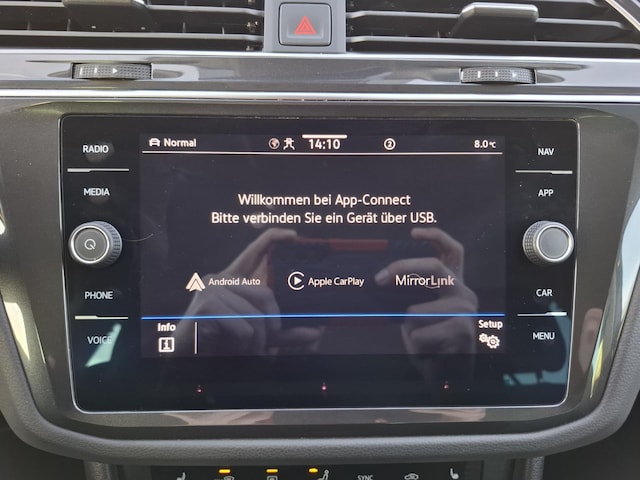 RADIO
MEDIA
PHONE
VOICE
Normal 14:10 2 8.0°C
Willkommen bei App-Connect
Bitte verbinden Sie ein Gerät über USB.
Android Auto Apple CarPlay MirrorLink
Info Setup
NAV
APP
CAR
MENU
SYNC